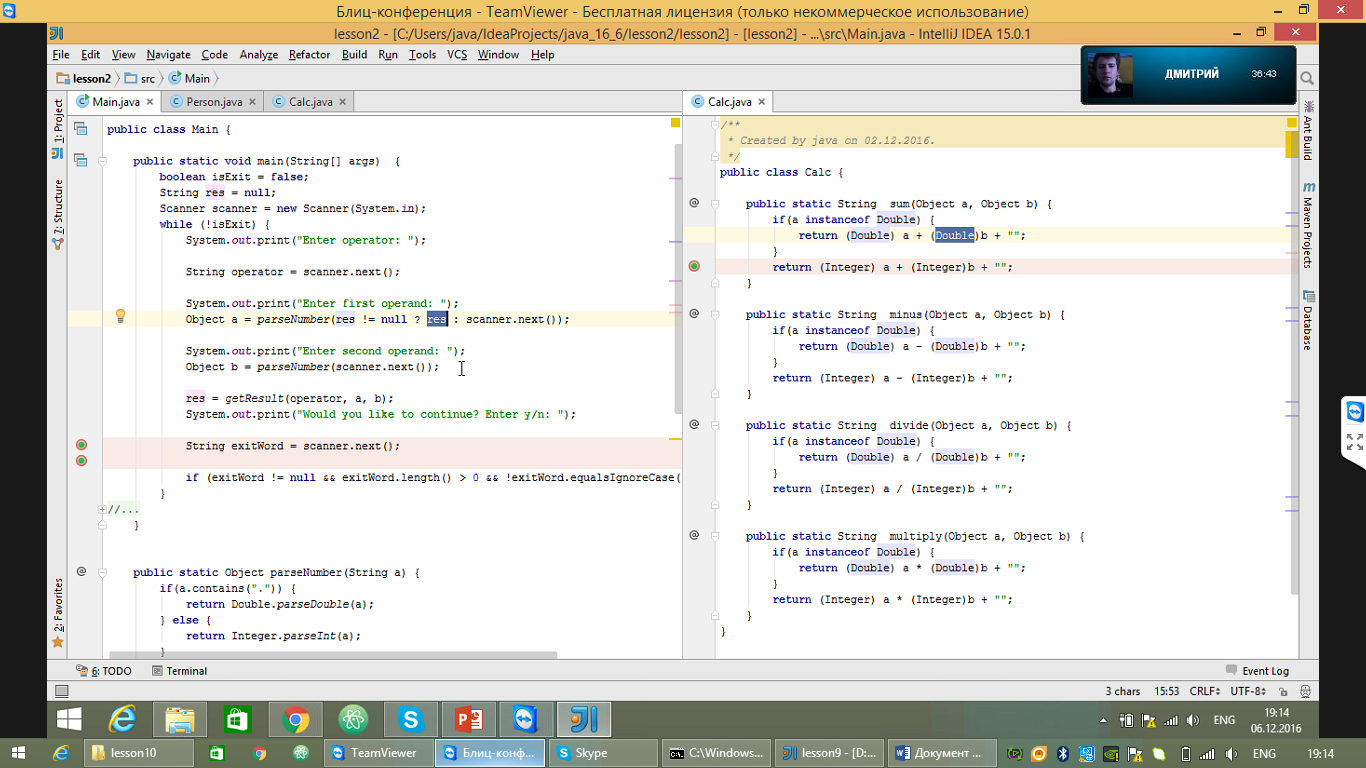 Блиц-конференция - TeamViewer - Бесплатная лицензия (только некоммерческое использование)
lesson2 - [C:/Users/java/IdeaProjects/java_16_6/lesson2/lesson2] - [lesson2] - ...\src\Main.java - IntelliJ IDEA 15.0.1
File Edit View Navigate Code Analyze Refactor Build Run Tools VCS Window Help
ДМИТРИЙ 36:43
lesson2 src Main
Main.java Person.java Calc.java
1: Project
7: Structure
2: Favorites
public class Main {
public static void main(String[] args)  {
boolean isExit = false;
String res = null;
Scanner scanner = new Scanner(System.in);
while (!isExit) {
System.out.print("Enter operator: ");
String operator = scanner.next();
System.out.print("Enter first operand: ");
Object a = parseNumber(res != null ? res : scanner.next());
System.out.print("Enter second operand: ");
Object b = parseNumber(scanner.next());
res = getResult(operator, a, b);
System.out.print("Would you like to continue? Enter y/n: ");
String exitWord = scanner.next();
if (exitWord != null && exitWord.length() > 0 && !exitWord.equalsIgnoreCase(
}
//...
}
public static Object parseNumber(String a) {
if(a.contains(".")) {
return Double.parseDouble(a);
} else {
return Integer.parseInt(a);
}
Calc.java
/**
* Created by java on 02.12.2016.
*/
public class Calc {
public static String  sum(Object a, Object b) {
if(a instanceof Double) {
return (Double) a + (Double)b + "";
}
return (Integer) a + (Integer)b + "";
}
public static String  minus(Object a, Object b) {
if(a instanceof Double) {
return (Double) a - (Double)b + "";
}
return (Integer) a - (Integer)b + "";
}
public static String  divide(Object a, Object b) {
if(a instanceof Double) {
return (Double) a / (Double)b + "";
}
return (Integer) a / (Integer)b + "";
}
public static String  multiply(Object a, Object b) {
if(a instanceof Double) {
return (Double) a * (Double)b + "";
}
return (Integer) a * (Integer)b + "";
}
}
Ant Build
Maven Projects
Database
6: TODO Terminal Event Log
3 chars 15:53 CRLF UTF-8
ENG 19:14
06.12.2016
lesson10 TeamViewer Блиц-конф... Skype C:\Windows... lesson9 - [D:... Документ ... ENG 19:14